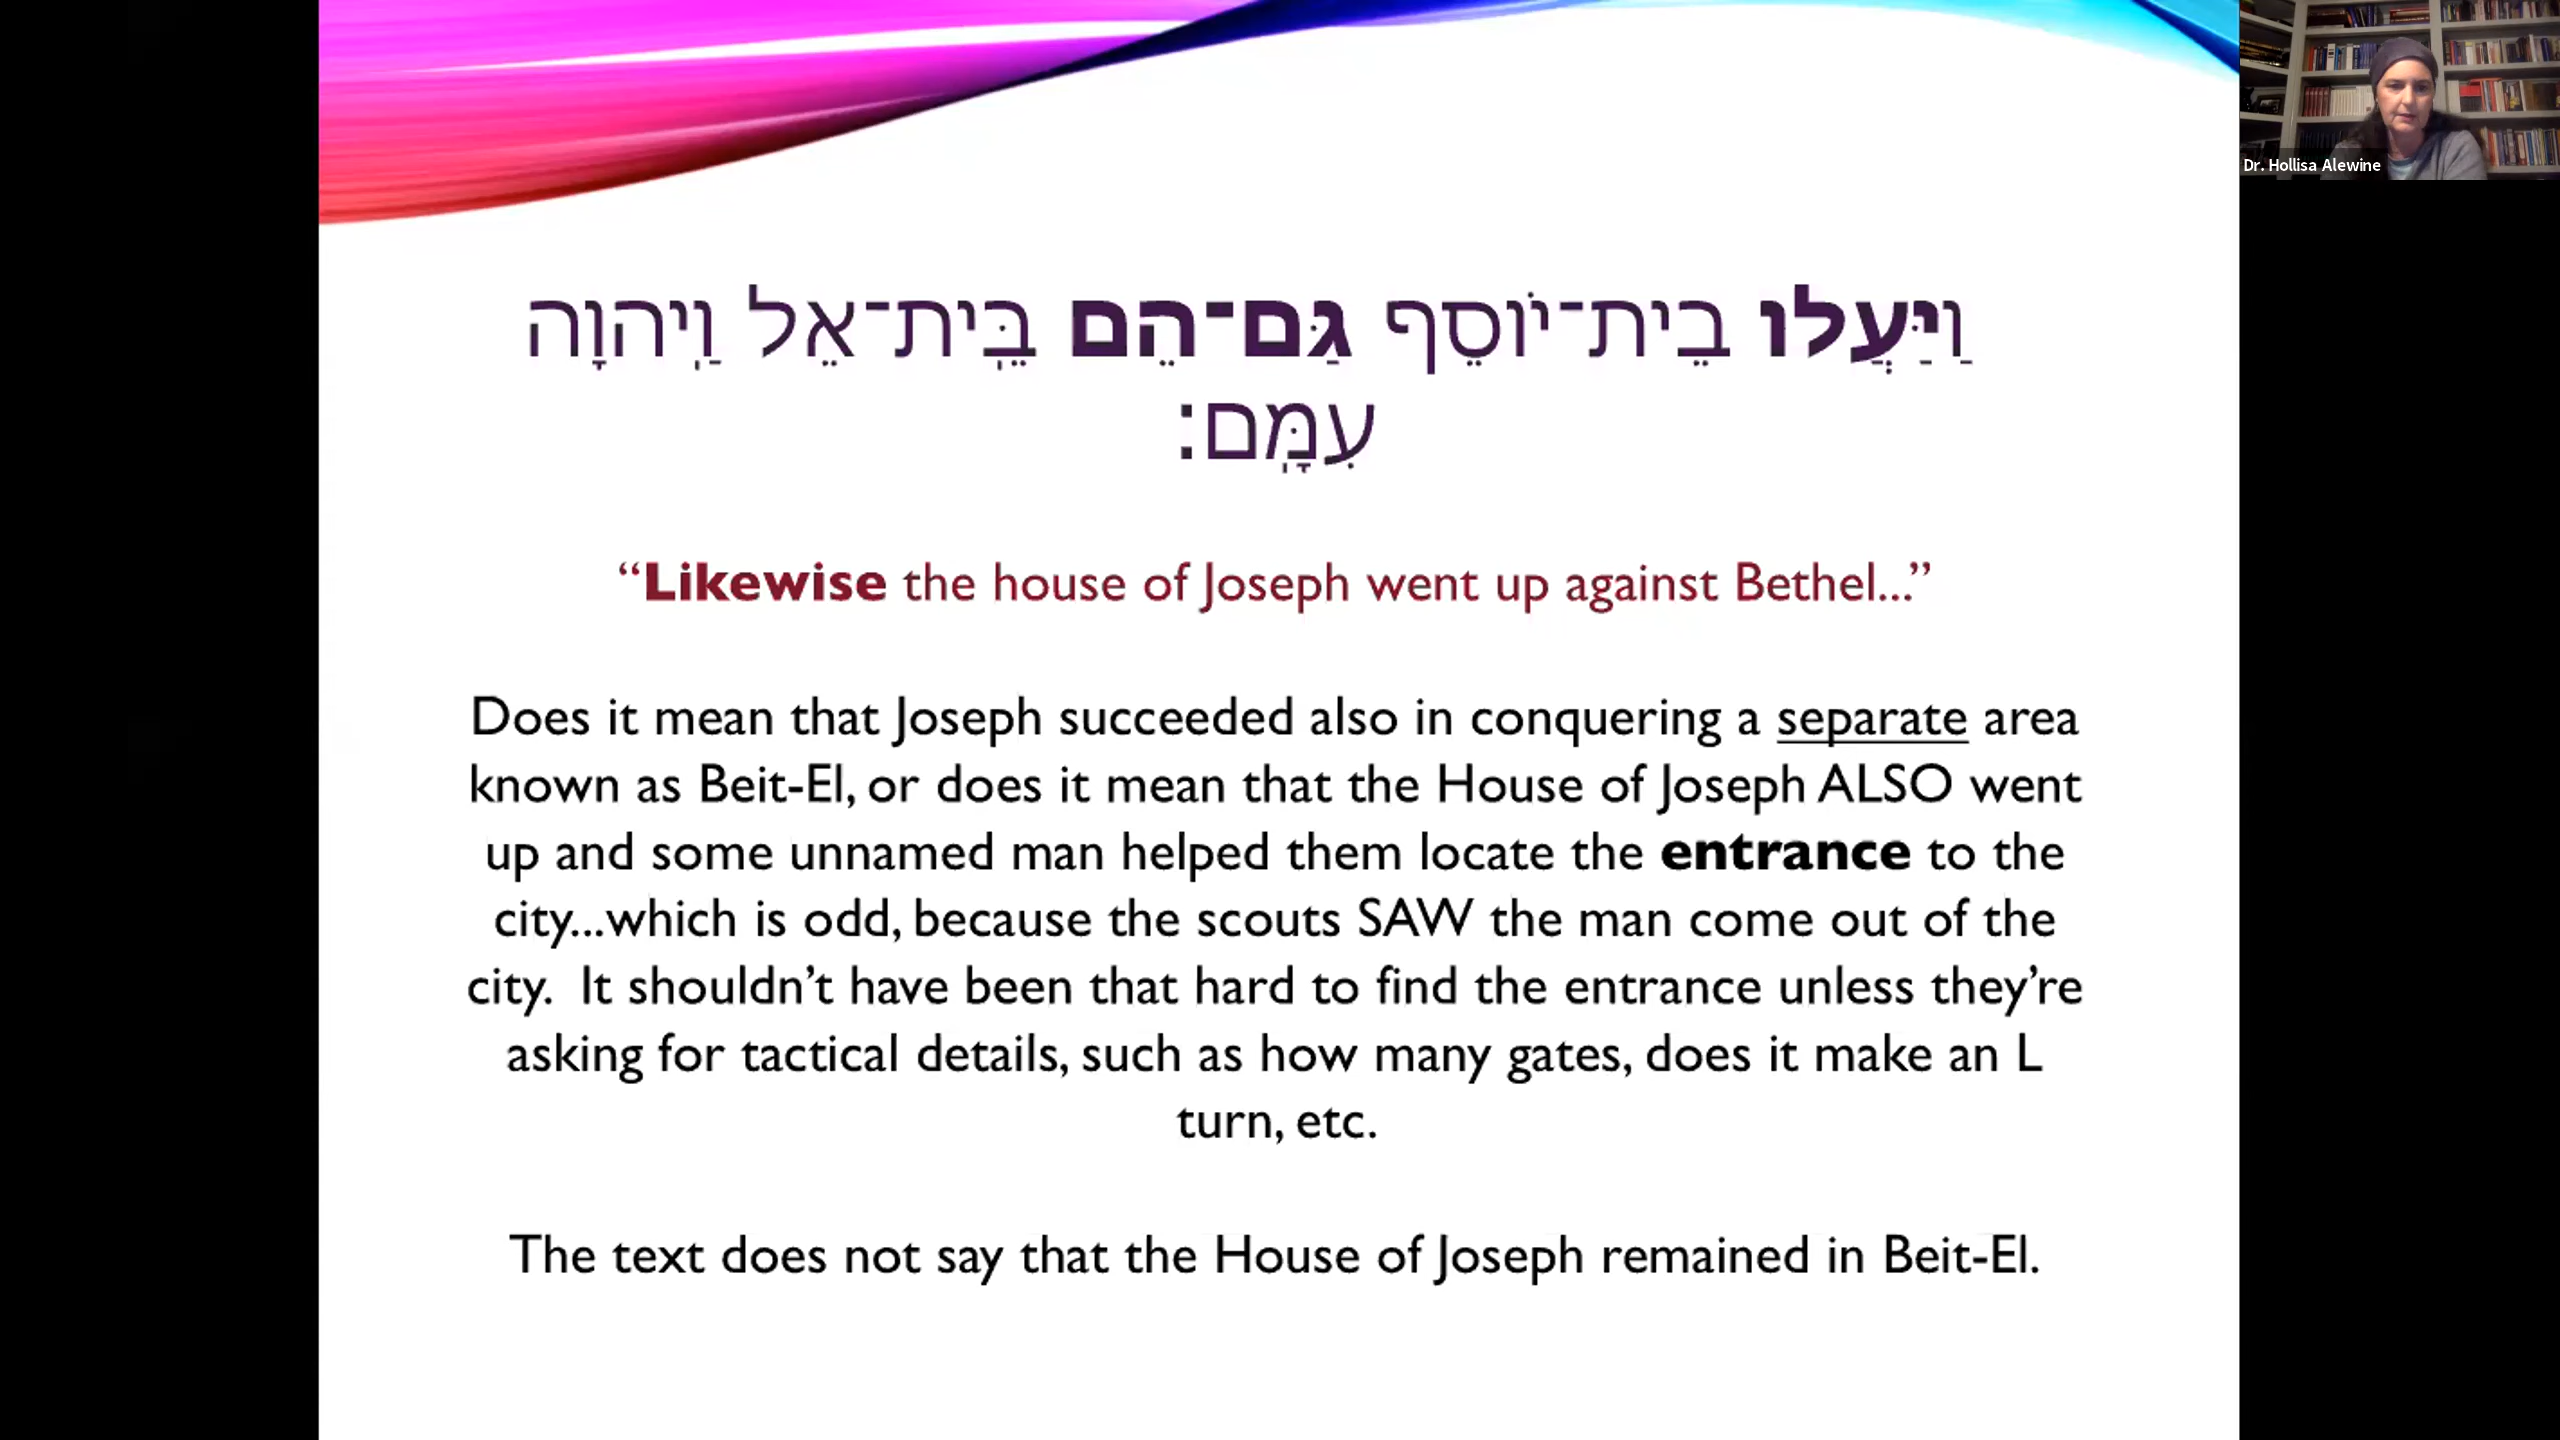 Dr. Hollisa Alewine
וַיַּעֲלוּ בֵית־יוֹסֵף גַּם־הֵם בֵּית־אֵל וַיהוָה
עִמָּם׃
“Likewise the house of Joseph went up against Bethel...”
Does it mean that Joseph succeeded also in conquering a separate area
known as Beit-El, or does it mean that the House of Joseph ALSO went
up and some unnamed man helped them locate the entrance to the
city...which is odd, because the scouts SAW the man come out of the
city.  It shouldn’t have been that hard to find the entrance unless they’re
asking for tactical details, such as how many gates, does it make an L
turn, etc.
The text does not say that the House of Joseph remained in Beit-El.